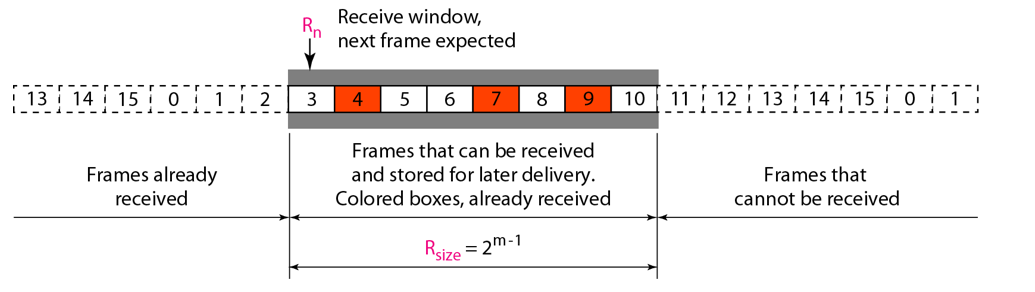 Receive window,
R_n next frame expected
13 14 15 0 1 2 3 4 5 6 7 8 9 10 11 12 13 14 15 0 1
Frames already
received
Frames that can be received
and stored for later delivery.
Colored boxes, already received
Frames that
cannot be received
R_size = 2^m-1